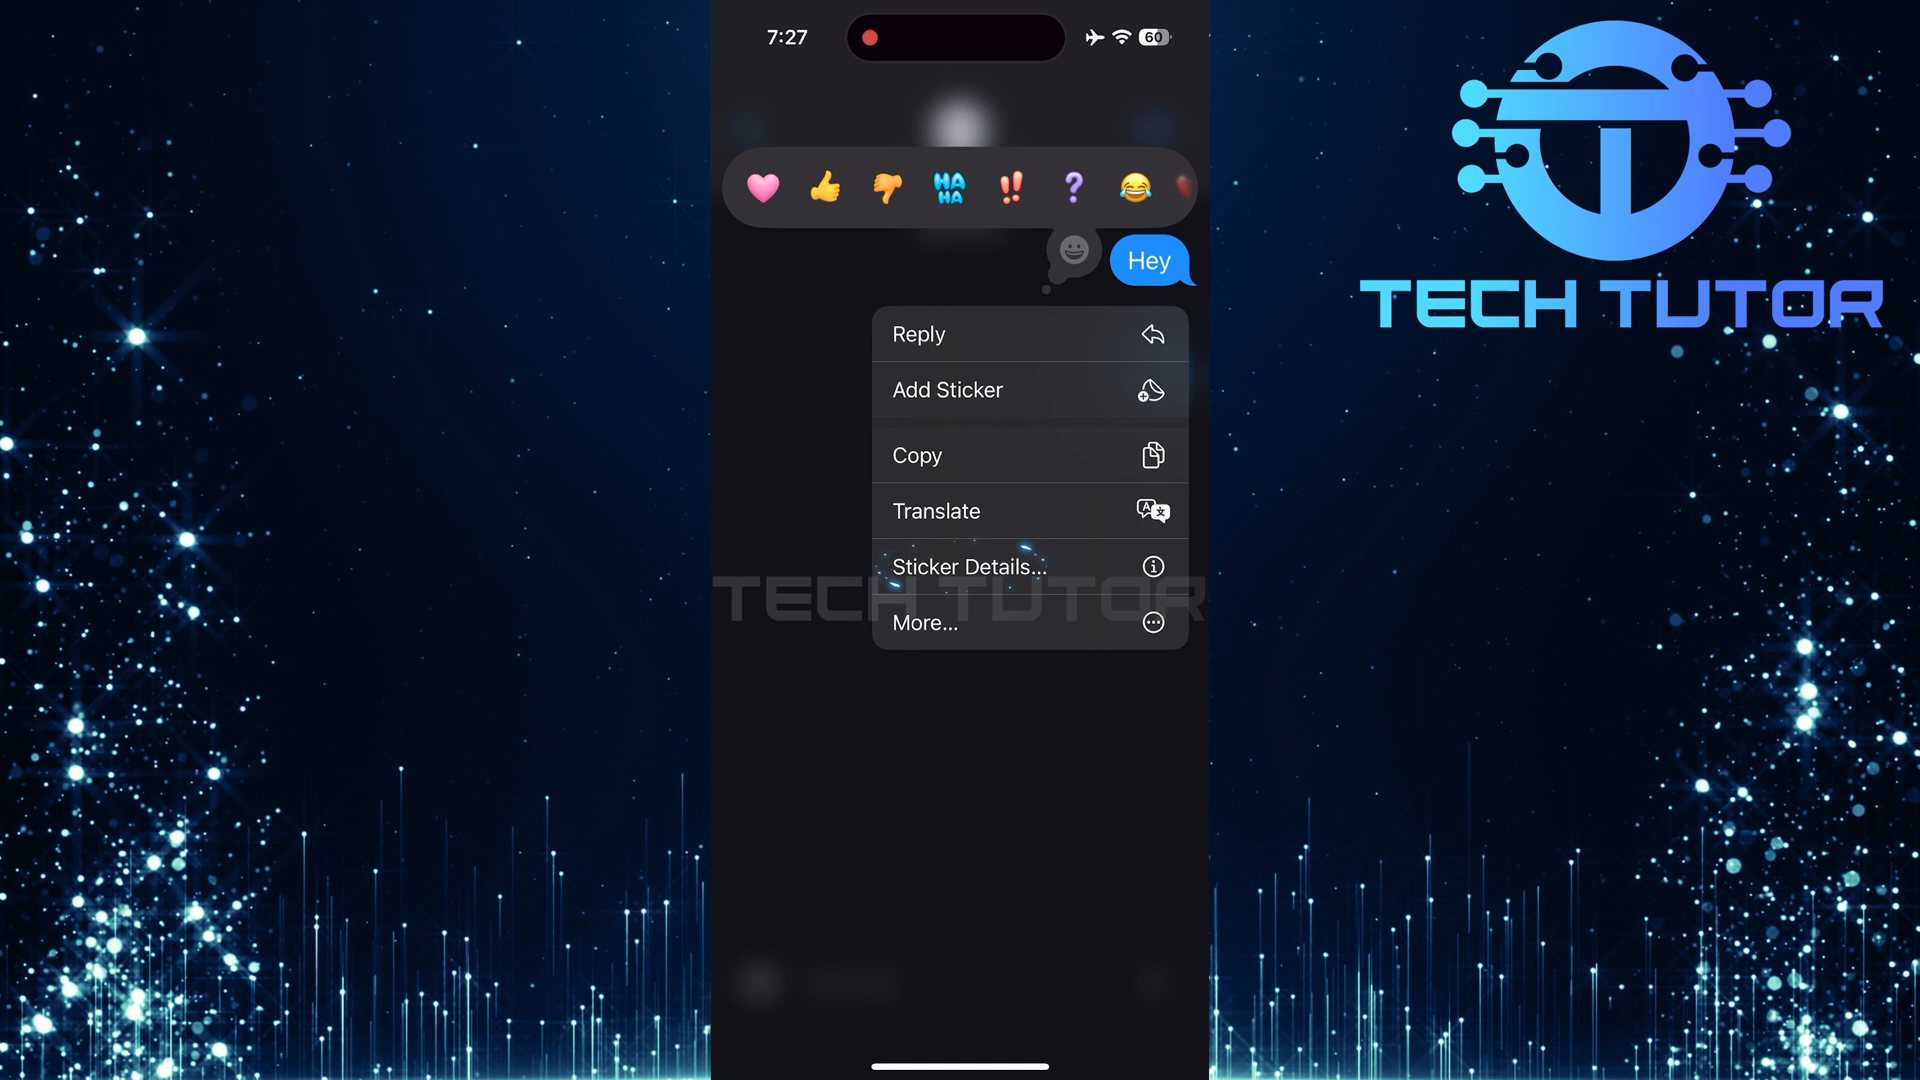 7:27
60
TECH TUTOR
HA
HA
Hey
Reply
Add Sticker
Copy
Translate
Sticker Details...
TECH TUTOR
More...